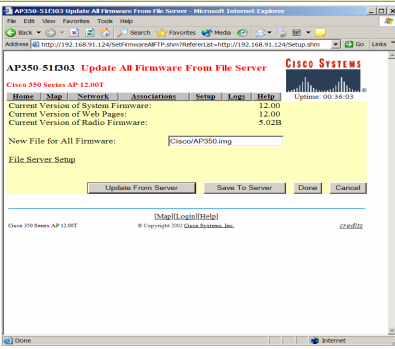 AP350-51f303 Update All Firmware From File Server - Microsoft Internet Explorer
File Edit View Favorites Tools Help
Back Search Favorites Media
Address http://192.168.91.124/SetFirmwareAllFTP.shm?RefererList=http://192.168.91.124/Setup.shm Go Links »
AP350-51f303 Update All Firmware From File Server
CISCO SYSTEMS
Cisco 350 Series AP 12.00T
Home Map Network Associations Setup Logs Help
Uptime: 00:36:03
Current Version of System Firmware: 12.00
Current Version of Web Pages: 12.00
Current Version of Radio Firmware: 5.02B
New File for All Firmware: Cisco/AP350.img
File Server Setup
Update From Server Save To Server Done Cancel
[Map][Login][Help]
Cisco 350 Series AP 12.00T © Copyright 2002 Cisco Systems, Inc. credits
Done Internet